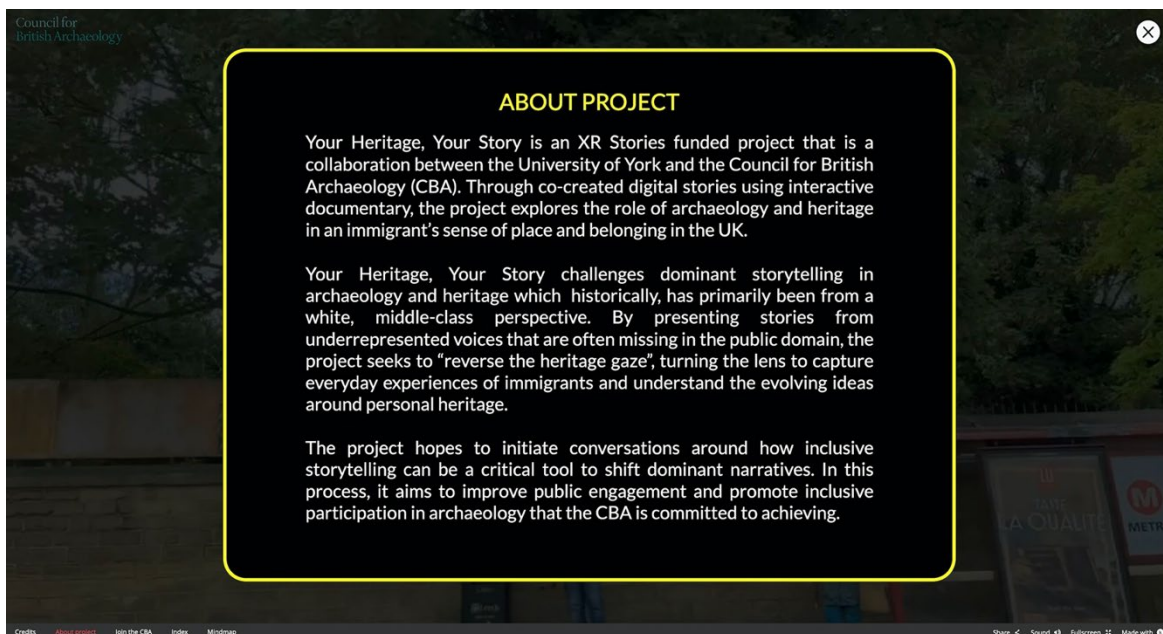 Council for
British Archaeology
ABOUT PROJECT
Your Heritage, Your Story is an XR Stories funded project that is a
collaboration between the University of York and the Council for British
Archaeology (CBA). Through co-created digital stories using interactive
documentary, the project explores the role of archaeology and heritage
in an immigrant’s sense of place and belonging in the UK.
Your Heritage, Your Story challenges dominant storytelling in
archaeology and heritage which historically, has primarily been from a
white, middle-class perspective. By presenting stories from
underrepresented voices that are often missing in the public domain, the
project seeks to “reverse the heritage gaze”, turning the lens to capture
everyday experiences of immigrants and understand the evolving ideas
around personal heritage.
The project hopes to initiate conversations around how inclusive
storytelling can be a critical tool to shift dominant narratives. In this
process, it aims to improve public engagement and promote inclusive
participation in archaeology that the CBA is committed to achieving.
LU
TASTE
LA QUALITÉ
METR
Credits About project Join the CBA Index Mindmap Share Sound Fullscreen Made with